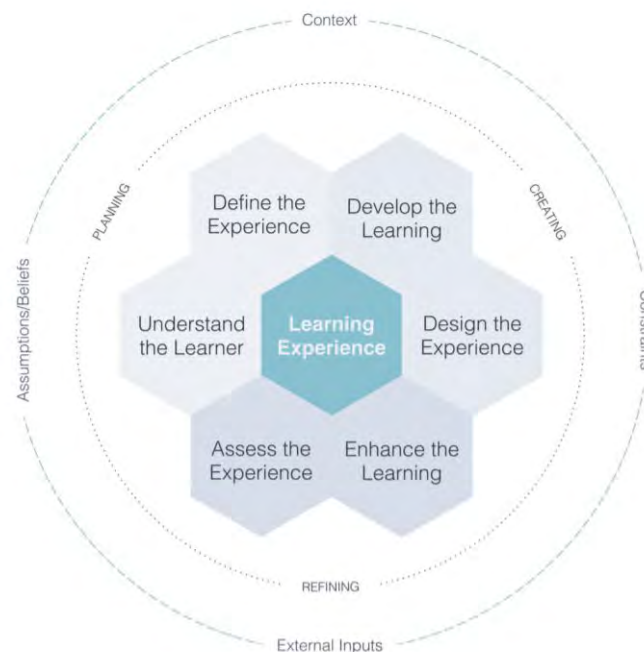 Context
PLANNING
CREATING
Define the
Experience
Develop the
Learning
Assumptions/Beliefs
Understand
the Learner
Learning
Experience
Design the
Experience
Assess the
Experience
Enhance the
Learning
REFINING
External Inputs